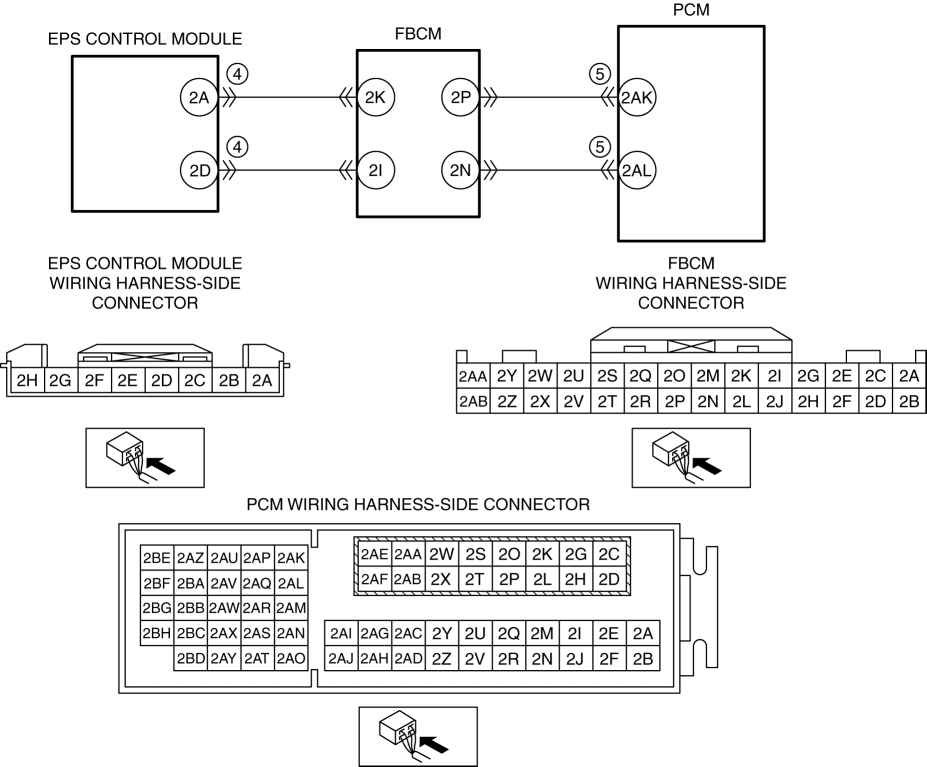 EPS CONTROL MODULE
FBCM
PCM
4
5
2A
2K
2P
2AK
4
5
2D
2I
2N
2AL
EPS CONTROL MODULE
WIRING HARNESS-SIDE
CONNECTOR
2H 2G 2F 2E 2D 2C 2B 2A
FBCM
WIRING HARNESS-SIDE
CONNECTOR
2AA 2Y 2W 2U 2S 2Q 2O 2M 2K 2I 2G 2E 2C 2A
2AB 2Z 2X 2V 2T 2R 2P 2N 2L 2J 2H 2F 2D 2B
PCM WIRING HARNESS-SIDE CONNECTOR
2BE 2AZ 2AU 2AP 2AK
2BF 2BA 2AV 2AQ 2AL
2BG 2BB 2AW 2AR 2AM
2BH 2BC 2AX 2AS 2AN
2BD 2AY 2AT 2AO
2AE 2AA 2W 2S 2O 2K 2G 2C
2AF 2AB 2X 2T 2P 2L 2H 2D
2AI 2AG 2AC 2Y 2U 2Q 2M 2I 2E 2A
2AJ 2AH 2AD 2Z 2V 2R 2N 2J 2F 2B